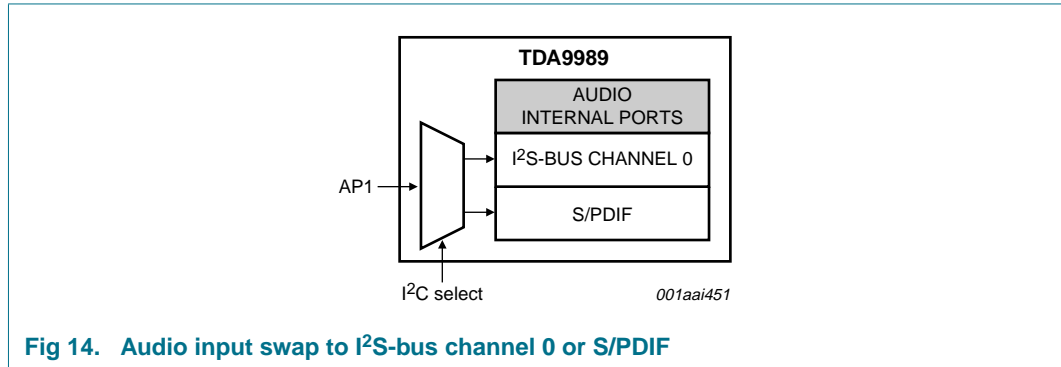 TDA9989
AUDIO
INTERNAL PORTS
I²S-BUS CHANNEL 0
AP1
S/PDIF
I²C select
001aai451
Fig 14. Audio input swap to I²S-bus channel 0 or S/PDIF